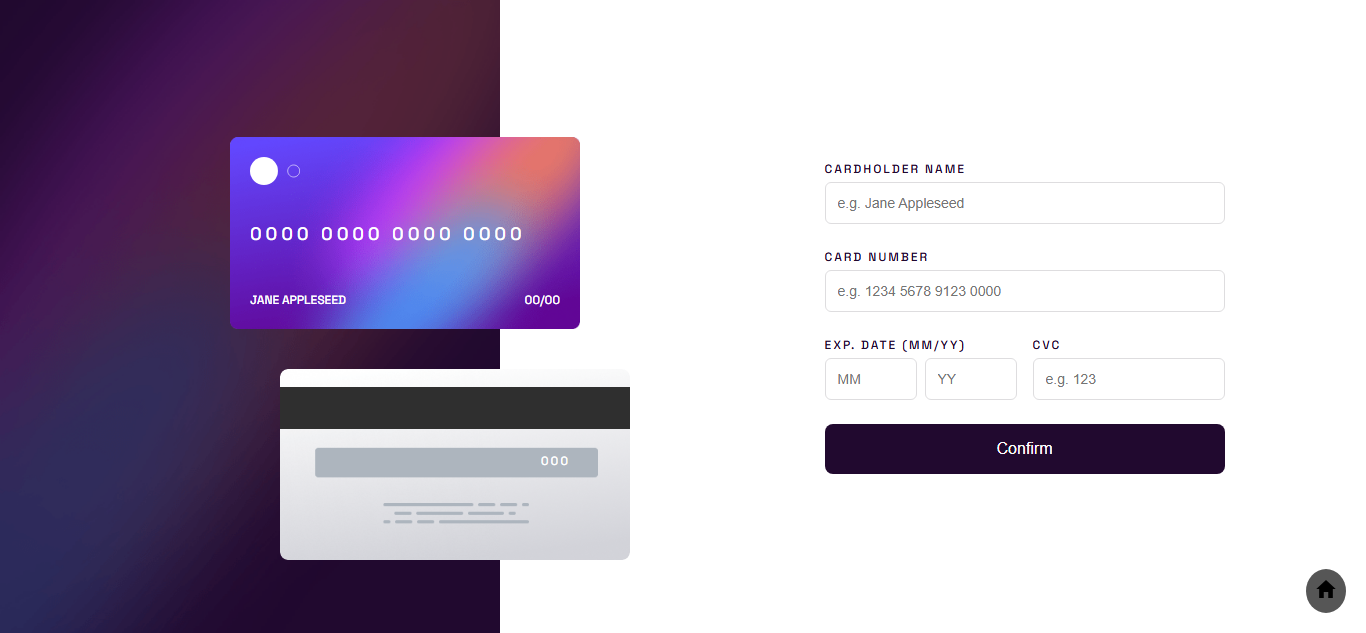 0000 0000 0000 0000
JANE APPLESEED 00/00
000
CARDHOLDER NAME
e.g. Jane Appleseed
CARD NUMBER
e.g. 1234 5678 9123 0000
EXP. DATE (MM/YY) CVC
MM YY e.g. 123
Confirm